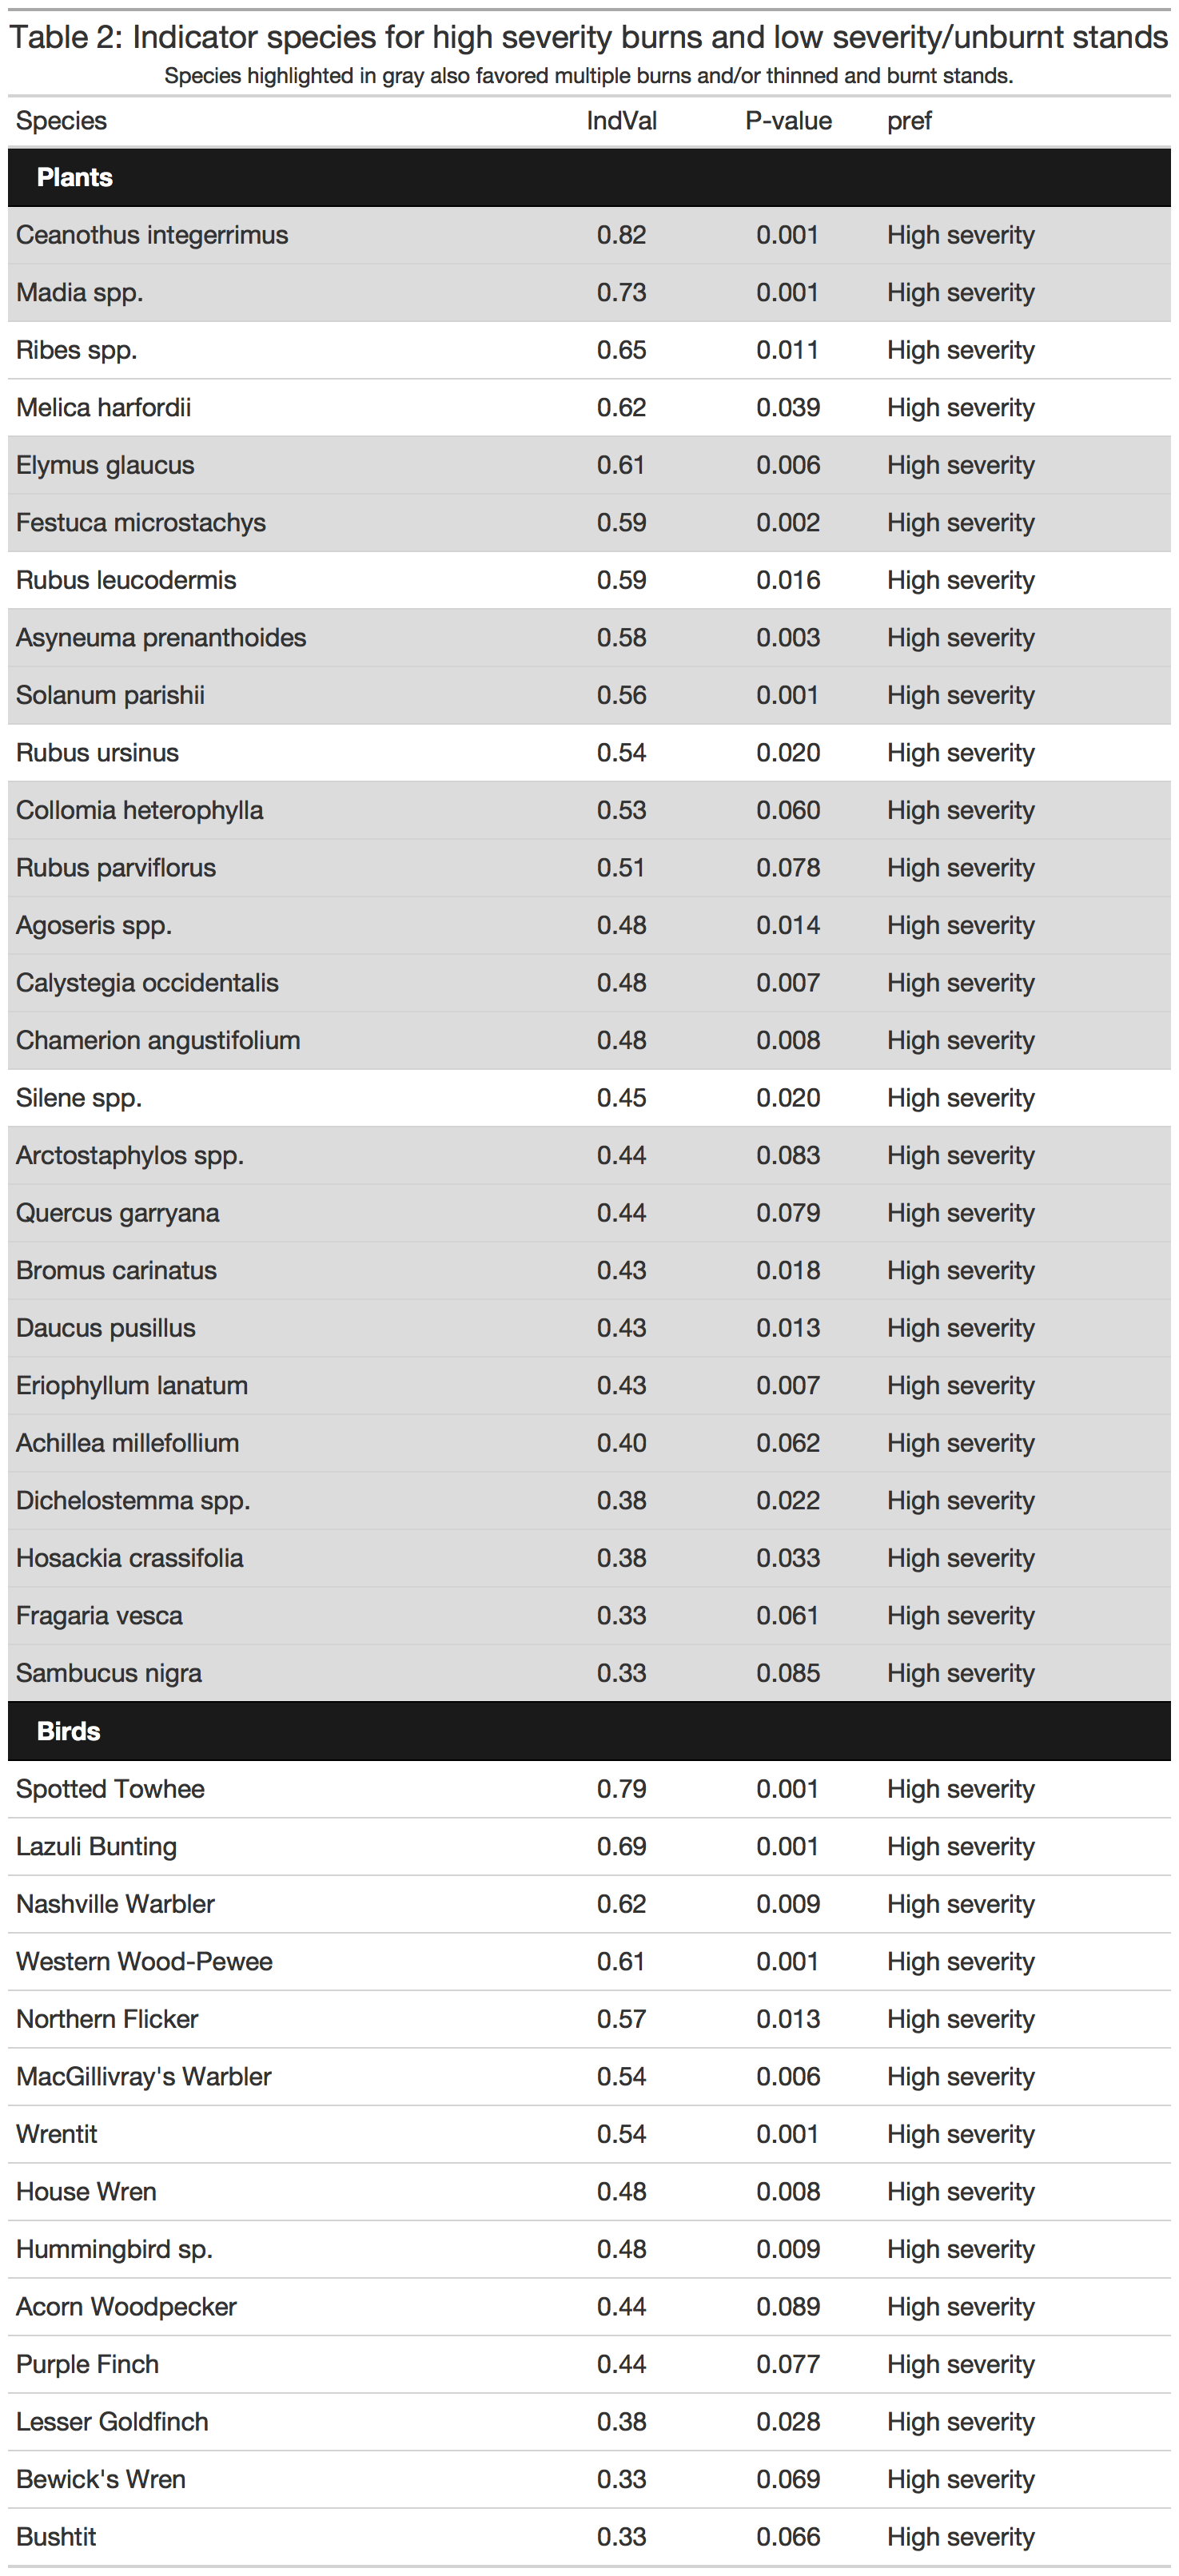 Table 2: Indicator species for high severity burns and low severity/unburnt stands
Species highlighted in gray also favored multiple burns and/or thinned and burnt stands.
Species IndVal P-value pref
Plants
Ceanothus integerrimus 0.82 0.001 High severity
Madia spp. 0.73 0.001 High severity
Ribes spp. 0.65 0.011 High severity
Melica harfordii 0.62 0.039 High severity
Elymus glaucus 0.61 0.006 High severity
Festuca microstachys 0.59 0.002 High severity
Rubus leucodermis 0.59 0.016 High severity
Asyneuma prenanthoides 0.58 0.003 High severity
Solanum parishii 0.56 0.001 High severity
Rubus ursinus 0.54 0.020 High severity
Collomia heterophylla 0.53 0.060 High severity
Rubus parviflorus 0.51 0.078 High severity
Agoseris spp. 0.48 0.014 High severity
Calystegia occidentalis 0.48 0.007 High severity
Chamerion angustifolium 0.48 0.008 High severity
Silene spp. 0.45 0.020 High severity
Arctostaphylos spp. 0.44 0.083 High severity
Quercus garryana 0.44 0.079 High severity
Bromus carinatus 0.43 0.018 High severity
Daucus pusillus 0.43 0.013 High severity
Eriophyllum lanatum 0.43 0.007 High severity
Achillea millefollium 0.40 0.062 High severity
Dichelostemma spp. 0.38 0.022 High severity
Hosackia crassifolia 0.38 0.033 High severity
Fragaria vesca 0.33 0.061 High severity
Sambucus nigra 0.33 0.085 High severity
Birds
Spotted Towhee 0.79 0.001 High severity
Lazuli Bunting 0.69 0.001 High severity
Nashville Warbler 0.62 0.009 High severity
Western Wood-Pewee 0.61 0.001 High severity
Northern Flicker 0.57 0.013 High severity
MacGillivray's Warbler 0.54 0.006 High severity
Wrentit 0.54 0.001 High severity
House Wren 0.48 0.008 High severity
Hummingbird sp. 0.48 0.009 High severity
Acorn Woodpecker 0.44 0.089 High severity
Purple Finch 0.44 0.077 High severity
Lesser Goldfinch 0.38 0.028 High severity
Bewick's Wren 0.33 0.069 High severity
Bushtit 0.33 0.066 High severity